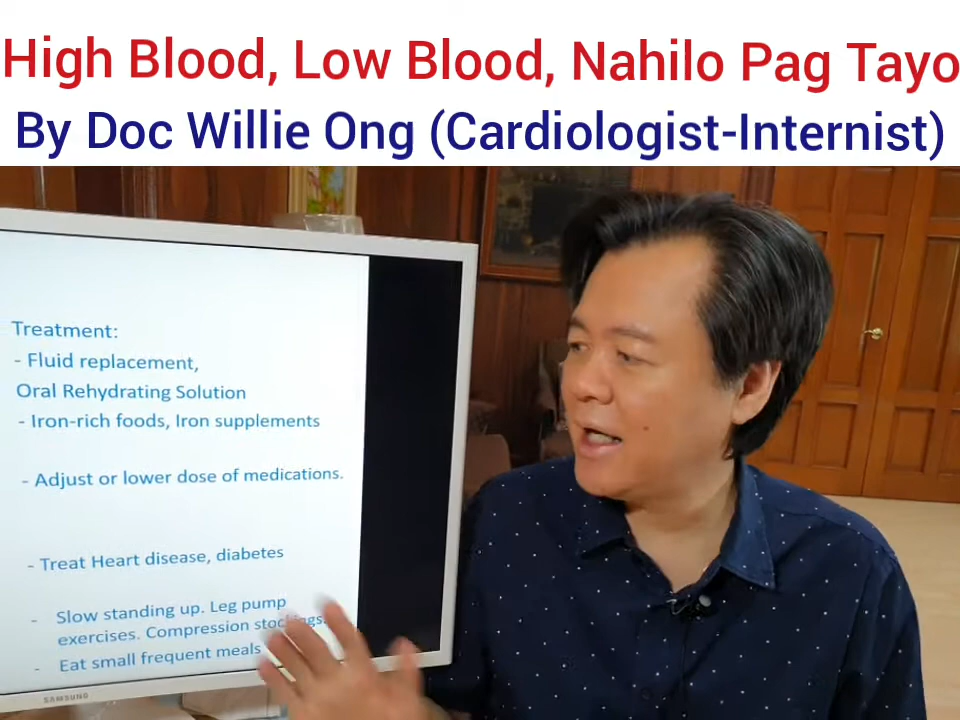 High Blood, Low Blood, Nahilo Pag Tayo
By Doc Willie Ong (Cardiologist-Internist)
Treatment:
- Fluid replacement,
Oral Rehydrating Solution
- Iron-rich foods, Iron supplements
- Adjust or lower dose of medications.
- Treat Heart disease, diabetes
- Slow standing up. Leg pump
exercises. Compression stockings.
- Eat small frequent meals
SAMSUNG